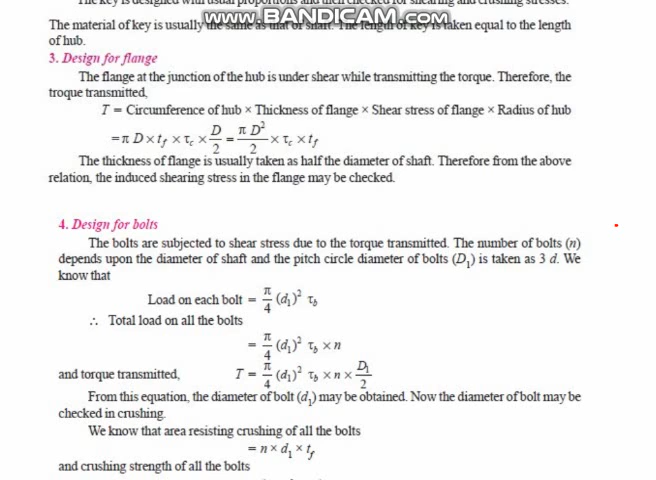 The key is designed with usual proportions and then checked for shearing and crushing stresses.
www.BANDICAM.com
The material of key is usually the same as that of shaft. The length of key is taken equal to the length
of hub.
3. Design for flange
The flange at the junction of the hub is under shear while transmitting the torque. Therefore, the
troque transmitted,
T = Circumference of hub × Thickness of flange × Shear stress of flange × Radius of hub
= π D × t_f × τ_c × D/2 = π D²/2 × τ_c × t_f
The thickness of flange is usually taken as half the diameter of shaft. Therefore from the above
relation, the induced shearing stress in the flange may be checked.
4. Design for bolts
The bolts are subjected to shear stress due to the torque transmitted. The number of bolts (n)
depends upon the diameter of shaft and the pitch circle diameter of bolts (D₁) is taken as 3 d. We
know that
Load on each bolt = π/4 (d₁)² τ_b
∴ Total load on all the bolts
= π/4 (d₁)² τ_b × n
and torque transmitted, T = π/4 (d₁)² τ_b × n × D₁/2
From this equation, the diameter of bolt (d₁) may be obtained. Now the diameter of bolt may be
checked in crushing.
We know that area resisting crushing of all the bolts
= n × d₁ × t_f
and crushing strength of all the bolts